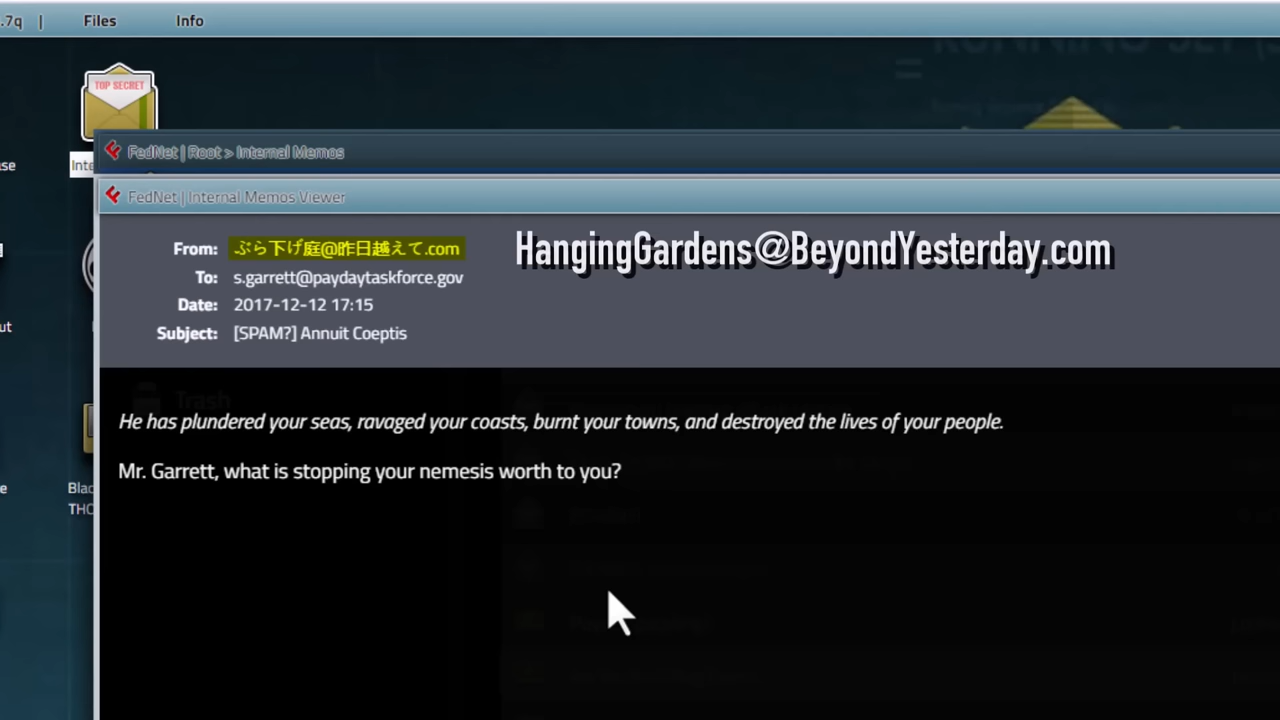 .7q | Files Info
TOP SECRET
FedNet | Root > Internal Memos
FedNet | Internal Memos Viewer
From: ぶら下げ庭@昨日越えて.com
HangingGardens@BeyondYesterday.com
To: s.garrett@paydaytaskforce.gov
Date: 2017-12-12 17:15
Subject: [SPAM?] Annuit Coeptis
Trash
He has plundered your seas, ravaged your coasts, burnt your towns, and destroyed the lives of your people.
Mr. Garrett, what is stopping your nemesis worth to you?